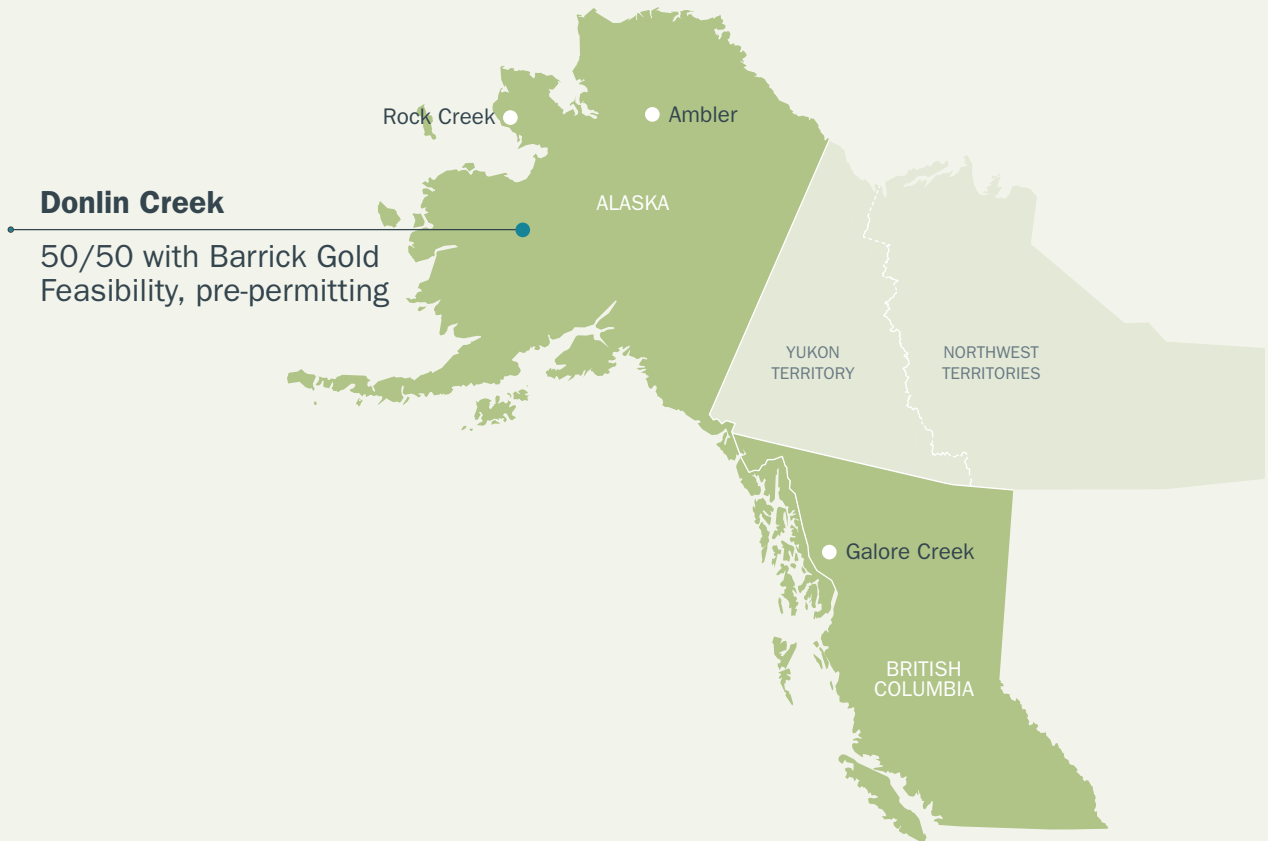 Rock Creek
Ambler
Donlin Creek
ALASKA
50/50 with Barrick Gold
Feasibility, pre-permitting
YUKON
TERRITORY
NORTHWEST
TERRITORIES
Galore Creek
BRITISH
COLUMBIA